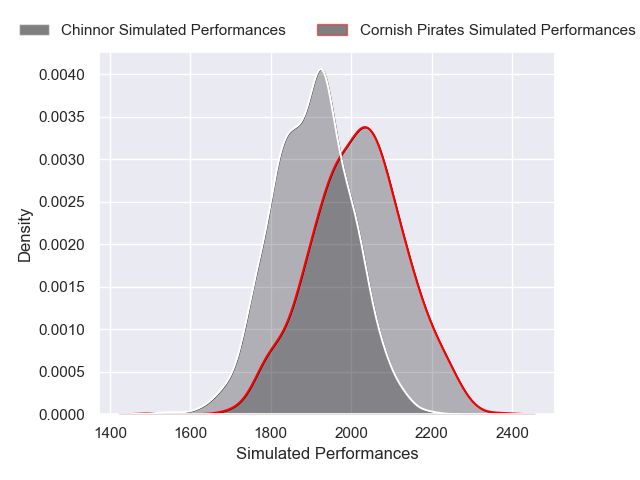 Chinnor Simulated Performances Cornish Pirates Simulated Performances
0.0040
0.0035
0.0030
0.0025
0.0020
0.0015
0.0010
0.0005
0.0000
Density
1400 1600 1800 2000 2200 2400
Simulated Performances